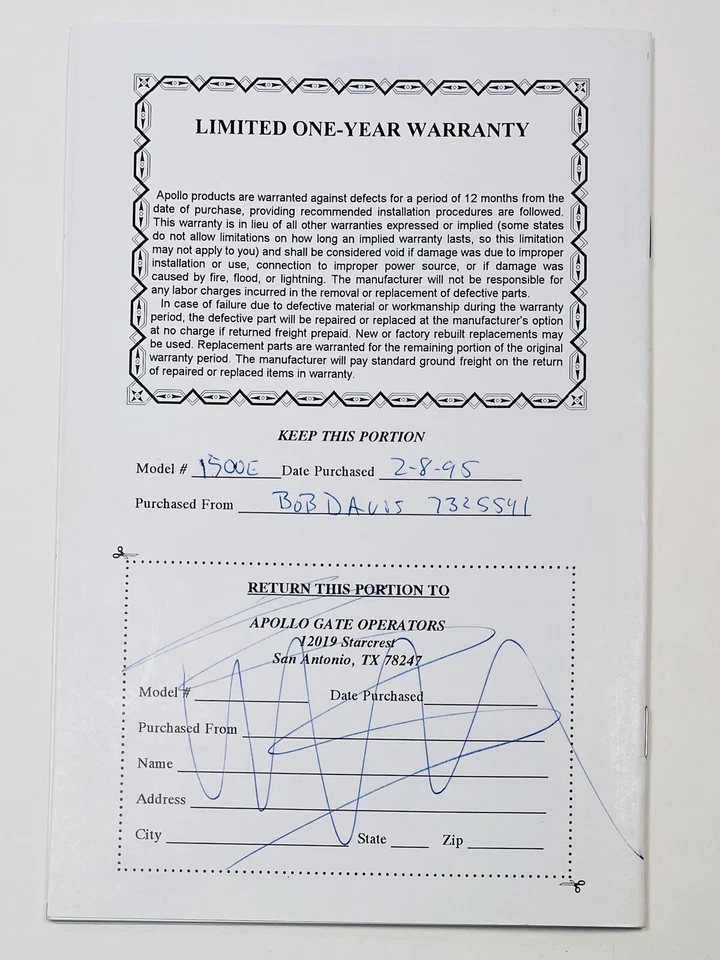 LIMITED ONE-YEAR WARRANTY
Apollo products are warranted against defects for a period of 12 months from the
date of purchase, providing recommended installation procedures are followed.
This warranty is in lieu of all other warranties expressed or implied (some states
do not allow limitations on how long an implied warranty lasts, so this limitation
may not apply to you) and shall be considered void if damage was due to improper
installation or use, connection to improper power source, or if damage was
caused by fire, flood, or lightning. The manufacturer will not be responsible for
any labor charges incurred in the removal or replacement of defective parts.
In case of failure due to defective material or workmanship during the warranty
period, the defective part will be repaired or replaced at the manufacturer's option
at no charge if returned freight prepaid. New or factory rebuilt replacements may
be used. Replacement parts are warranted for the remaining portion of the original
warranty period. The manufacturer will pay standard ground freight on the return
of repaired or replaced items in warranty.
KEEP THIS PORTION
Model # 1500E Date Purchased 2-8-95
Purchased From BOB DAVIS 7325591
RETURN THIS PORTION TO
APOLLO GATE OPERATORS
12019 Starcrest
San Antonio, TX 78247
Model # Date Purchased
Purchased From
Name
Address
City State Zip